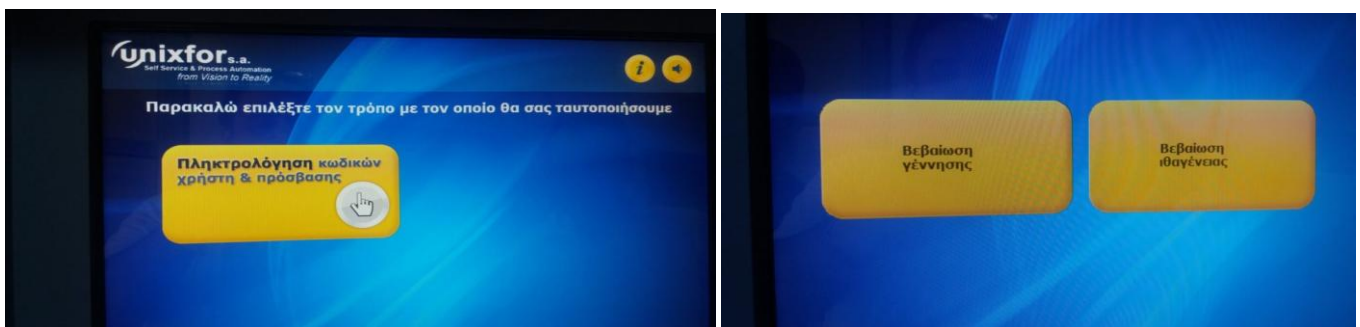 unixfor s.a.
Self Service & Process Automation
from Vision to Reality
i
Παρακαλώ επιλέξτε τον τρόπο με τον οποίο θα σας ταυτοποιήσουμε
Πληκτρολόγηση κωδικών
χρήστη & πρόσβασης
Βεβαίωση
γέννησης
Βεβαίωση
ιθαγένειας